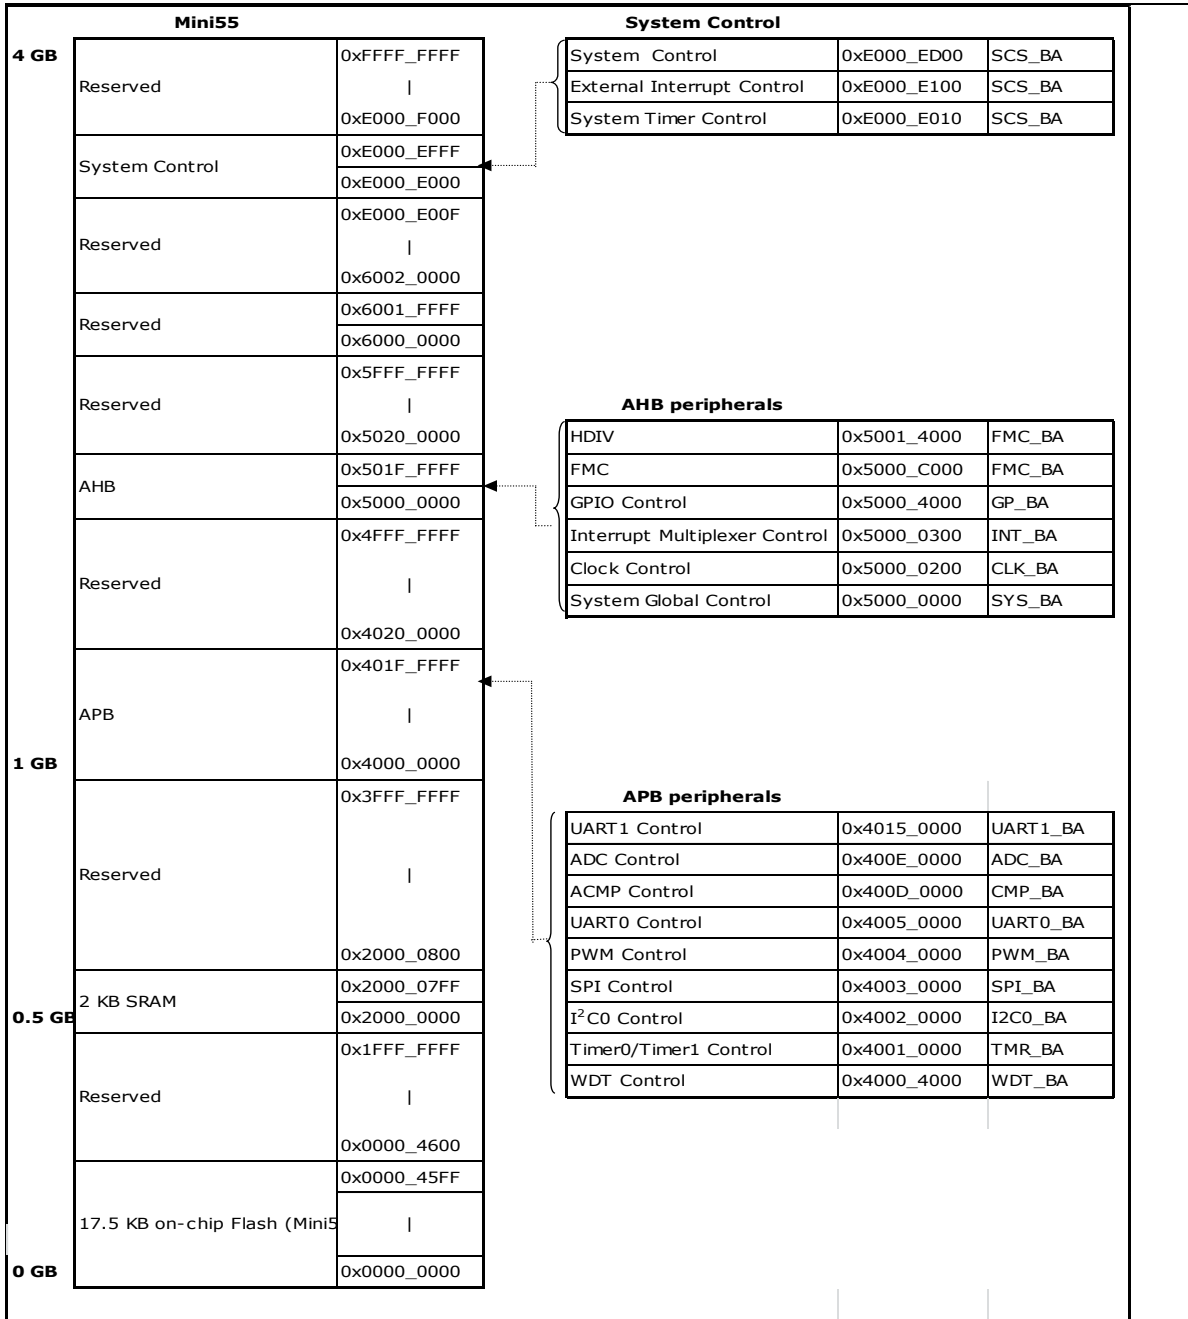 Mini55
4 GB
Reserved
0xFFFF_FFFF
|
0xE000_F000
System Control
0xE000_EFFF
0xE000_E000
Reserved
0xE000_E00F
|
0x6002_0000
Reserved
0x6001_FFFF
0x6000_0000
Reserved
0x5FFF_FFFF
|
0x5020_0000
AHB
0x501F_FFFF
0x5000_0000
Reserved
0x4FFF_FFFF
|
0x4020_0000
APB
0x401F_FFFF
|
1 GB
0x4000_0000
Reserved
0x3FFF_FFFF
|
0x2000_0800
2 KB SRAM
0x2000_07FF
0.5 GB
0x2000_0000
Reserved
0x1FFF_FFFF
|
0x0000_4600
17.5 KB on-chip Flash (Mini5
0x0000_45FF
|
0 GB
0x0000_0000
System Control
System Control 0xE000_ED00 SCS_BA
External Interrupt Control 0xE000_E100 SCS_BA
System Timer Control 0xE000_E010 SCS_BA
AHB peripherals
HDIV 0x5001_4000 FMC_BA
FMC 0x5000_C000 FMC_BA
GPIO Control 0x5000_4000 GP_BA
Interrupt Multiplexer Control 0x5000_0300 INT_BA
Clock Control 0x5000_0200 CLK_BA
System Global Control 0x5000_0000 SYS_BA
APB peripherals
UART1 Control 0x4015_0000 UART1_BA
ADC Control 0x400E_0000 ADC_BA
ACMP Control 0x400D_0000 CMP_BA
UART0 Control 0x4005_0000 UART0_BA
PWM Control 0x4004_0000 PWM_BA
SPI Control 0x4003_0000 SPI_BA
I²C0 Control 0x4002_0000 I2C0_BA
Timer0/Timer1 Control 0x4001_0000 TMR_BA
WDT Control 0x4000_4000 WDT_BA